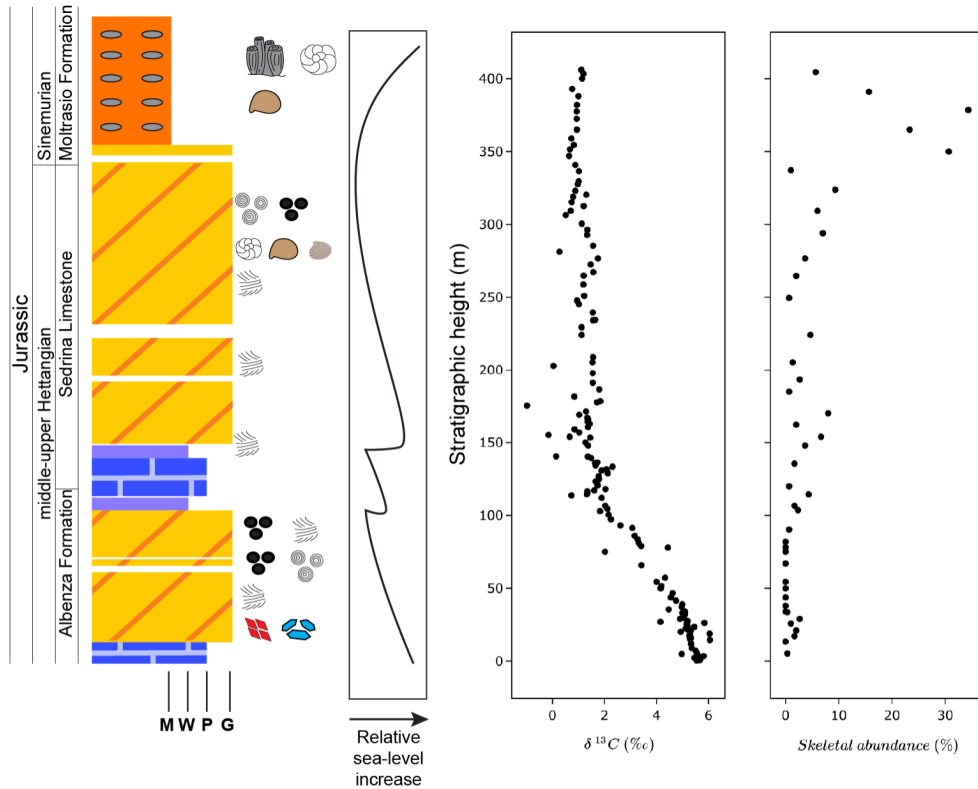 Jurassic
middle-upper Hettangian
Sinemurian
Moltrasio Formation
Sedrina Limestone
Albenza Formation
M W P G
Relative
sea-level
increase
Stratigraphic height (m)
400
350
300
250
200
150
100
50
0
0 2 4 6
δ ¹³C (‰)
0 10 20 30
Skeletal abundance (%)